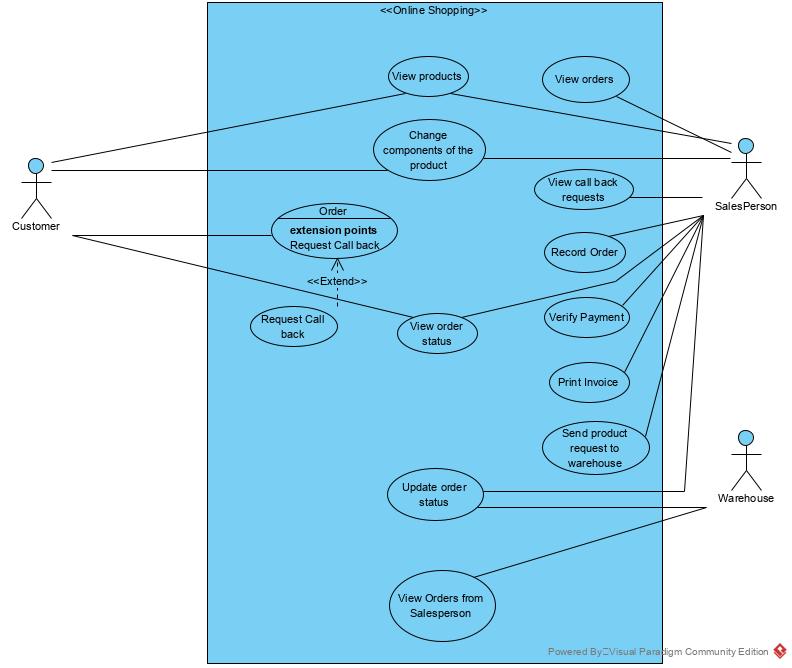 <<Online Shopping>>
View products
View orders
Change
components of the
product
View call back
requests
SalesPerson
Customer
Order
extension points
Request Call back
Record Order
<<Extend>>
Request Call
back
View order
status
Verify Payment
Print Invoice
Send product
request to
warehouse
Update order
status
Warehouse
View Orders from
Salesperson
Powered By Visual Paradigm Community Edition